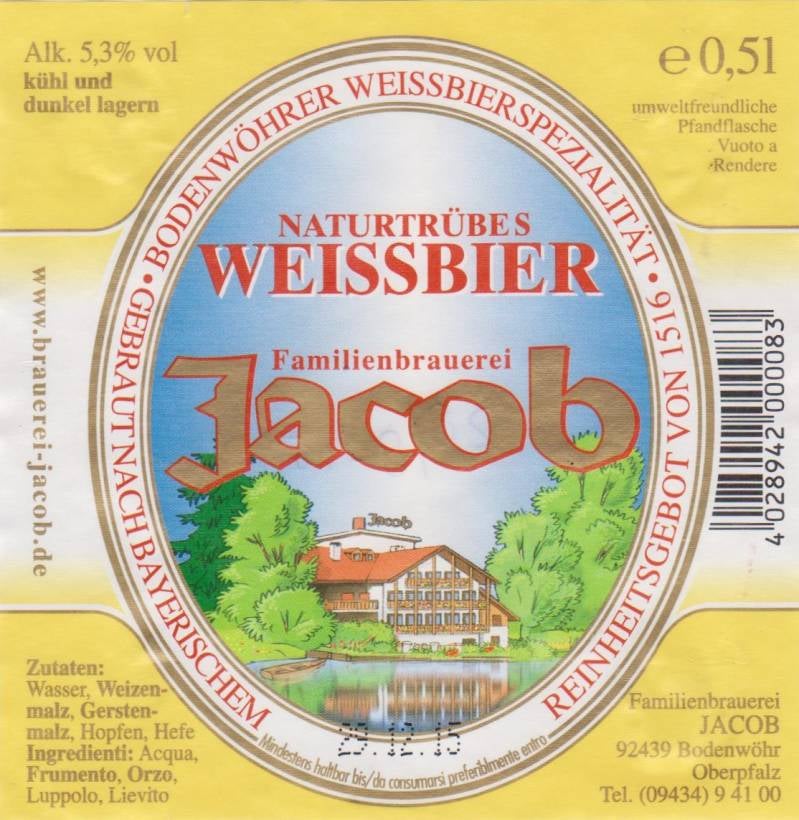 Alk. 5,3% vol
kühl und
dunkel lagern
e 0,5l
umweltfreundliche
Pfandflasche
Vuoto a
Rendere
• GEBRAUT NACH BAYERISCHEM
• BODENWÖHRER WEISSBIERSPEZIALITÄT •
REINHEITSGEBOT VON 1516
NATURTRÜBES
WEISSBIER
Familienbrauerei
Jacob
Jacob
www.brauerei-jacob.de
4 028942 000083
29.12.15
Mindestens haltbar bis/da consumarsi preferiblmente entro
Zutaten:
Wasser, Weizen-
malz, Gersten-
malz, Hopfen, Hefe
Ingredienti: Acqua,
Frumento, Orzo,
Luppolo, Lievito
Familienbrauerei
JACOB
92439 Bodenwöhr
Oberpfalz
Tel. (09434) 9 41 00